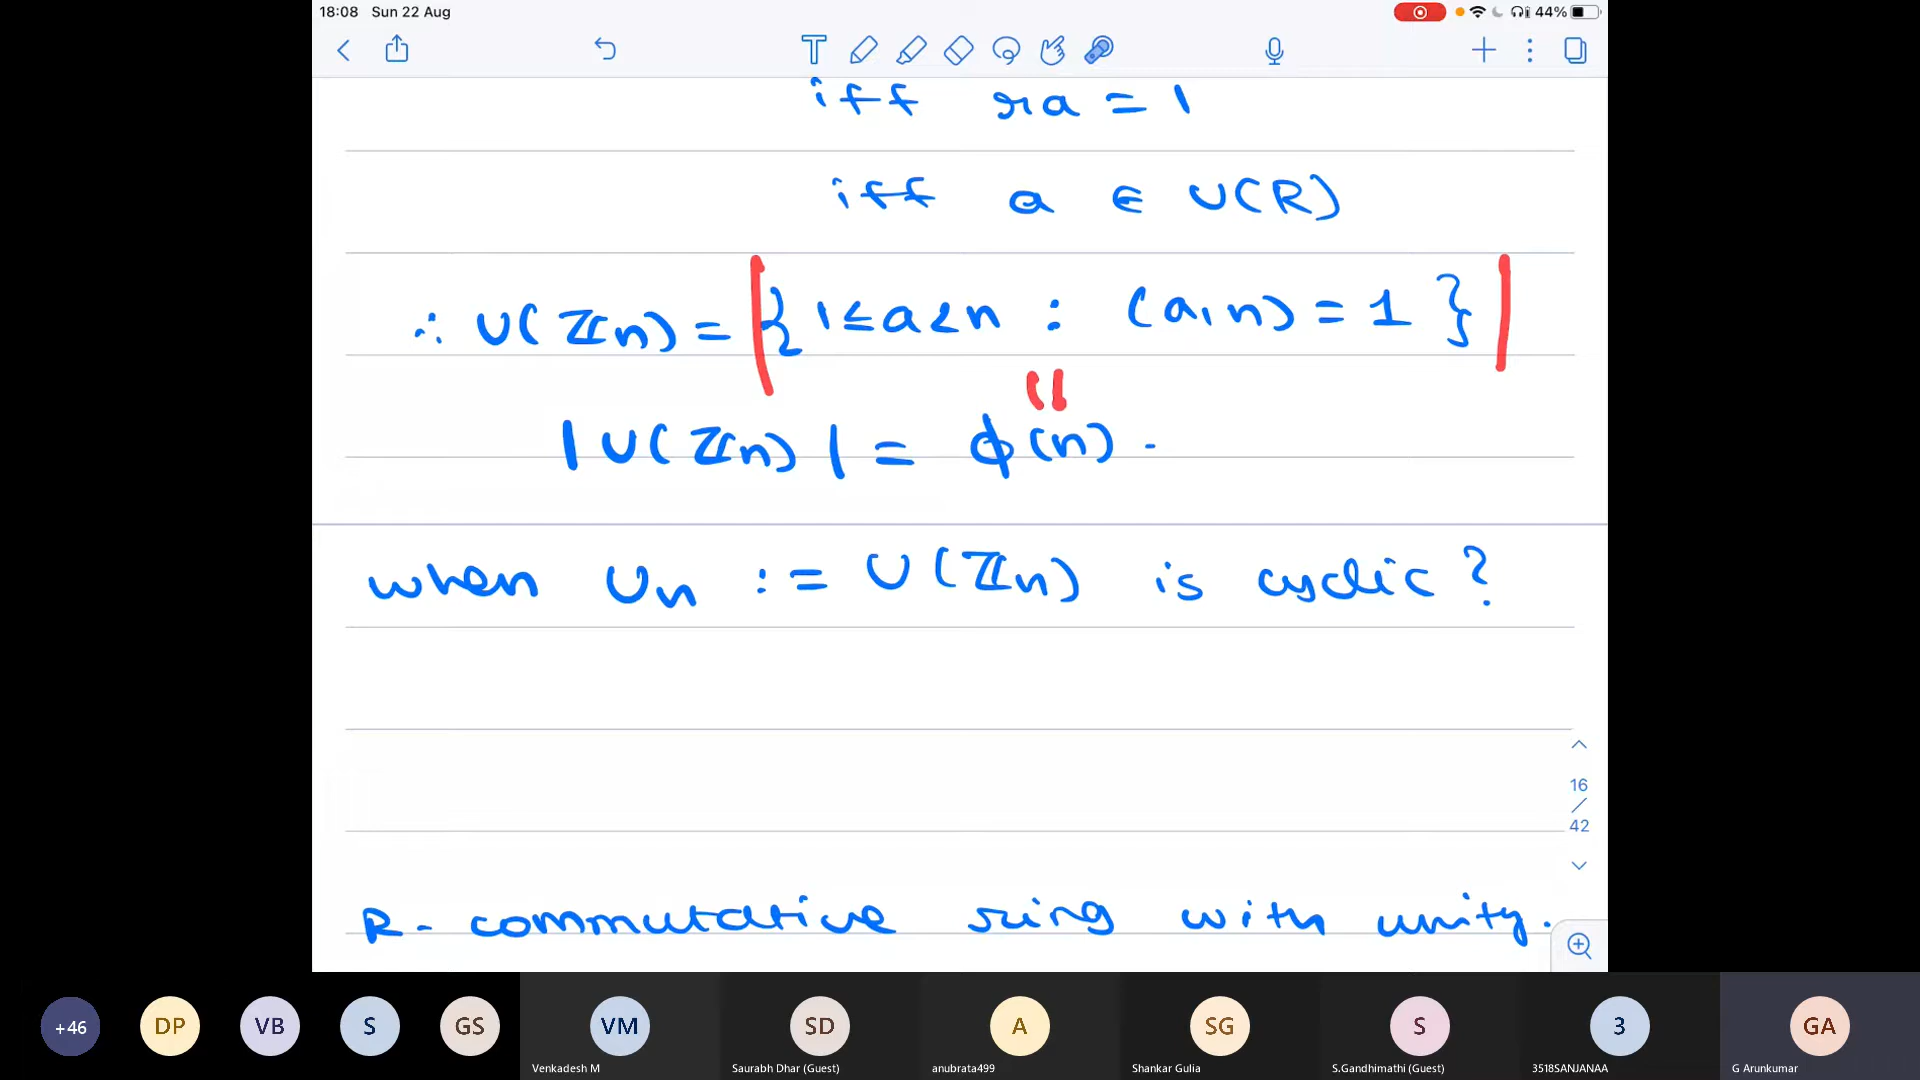 18:08 Sun 22 Aug 44%
T
iff ra = 1
iff a ∈ U(R)
∴ U(ℤn) = |{ 1≤a<n : (a,n) = 1 }|
||
|U(ℤn)| = ϕ(n).
when Un := U(ℤn) is cyclic?
16
/
42
R - commutative ring with unity.
+46 DP VB S GS VM SD A SG S 3 GA
Venkadesh M Saurabh Dhar (Guest) anubrata499 Shankar Gulia S.Gandhimathi (Guest) 3518SANJANAA G Arunkumar